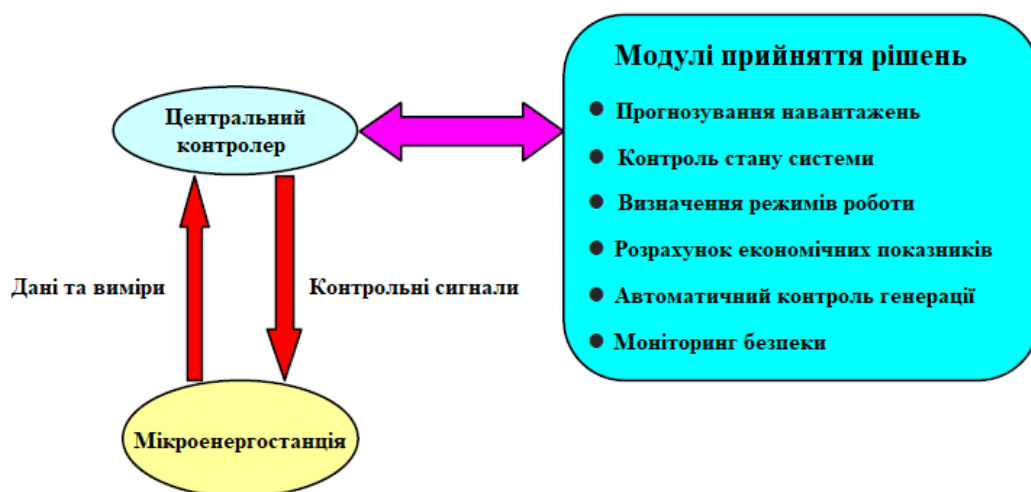 Центральний
контролер
Дані та виміри
Контрольні сигнали
Мікроенергостанція
Модулі прийняття рішень
Прогнозування навантажень
Контроль стану системи
Визначення режимів роботи
Розрахунок економічних показників
Автоматичний контроль генерації
Моніторинг безпеки